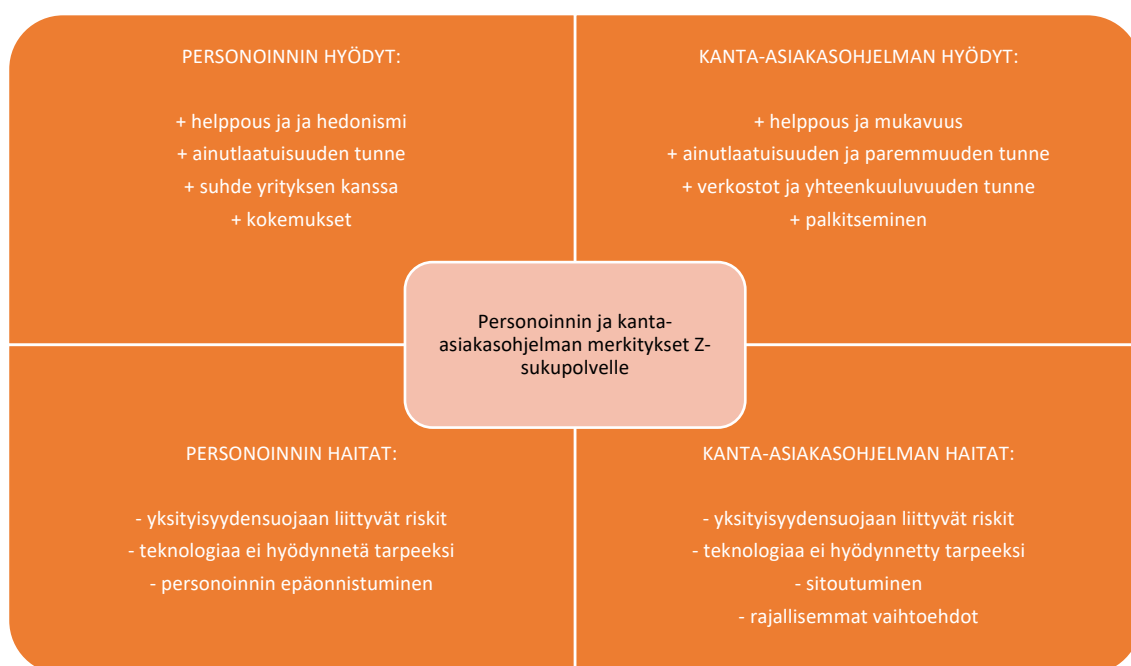 PERSONOINNIN HYÖDYT:
+ helppous ja ja hedonismi
+ ainutlaatuisuuden tunne
+ suhde yrityksen kanssa
+ kokemukset
KANTA-ASIAKASOHJELMAN HYÖDYT:
+ helppous ja mukavuus
+ ainutlaatuisuuden ja paremmuuden tunne
+ verkostot ja yhteenkuuluvuuden tunne
+ palkitseminen
Personoinnin ja kanta-
asiakasohjelman merkitykset Z-
sukupolvelle
PERSONOINNIN HAITAT:
- yksityisyydensuojaan liittyvät riskit
- teknologiaa ei hyödynnetä tarpeeksi
- personoinnin epäonnistuminen
KANTA-ASIAKASOHJELMAN HAITAT:
- yksityisyydensuojaan liittyvät riskit
- teknologiaa ei hyödynnetty tarpeeksi
- sitoutuminen
- rajallisemmat vaihtoehdot